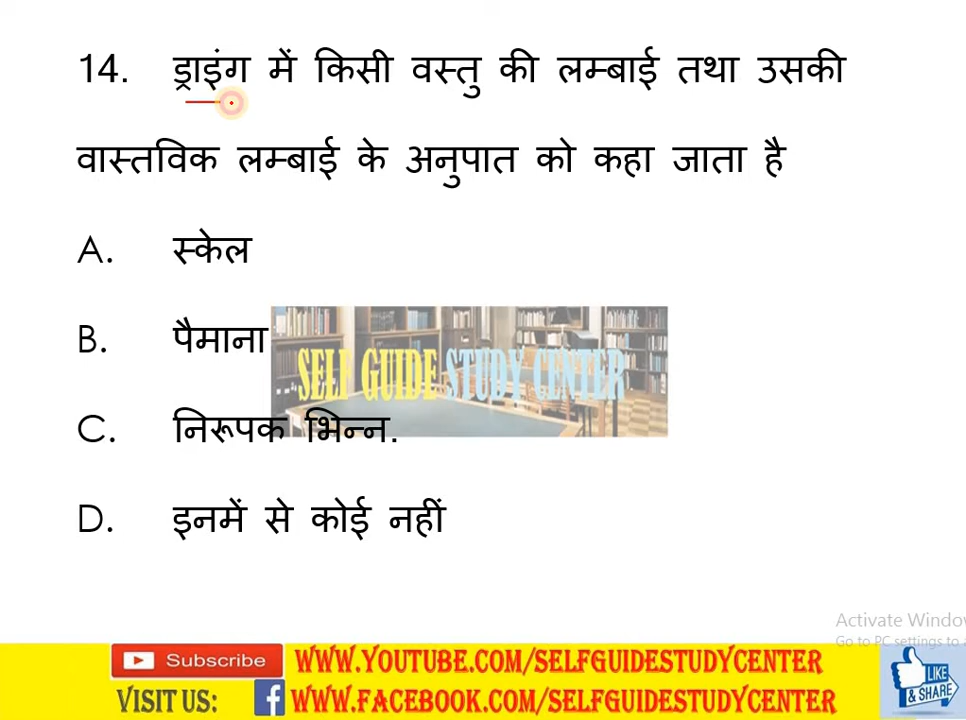 14. ड्राइंग में किसी वस्तु की लम्बाई तथा उसकी
वास्तविक लम्बाई के अनुपात को कहा जाता है
A. स्केल
B. पैमाना
SELF GUIDE STUDY CENTER
C. निरूपक भिन्न.
D. इनमें से कोई नहीं
Activate Windo
Go to PC settings to a
Subscribe WWW.YOUTUBE.COM/SELFGUIDESTUDYCENTER
VISIT US: f WWW.FACEBOOK.COM/SELFGUIDESTUDYCENTER
LIKE
& SHARE